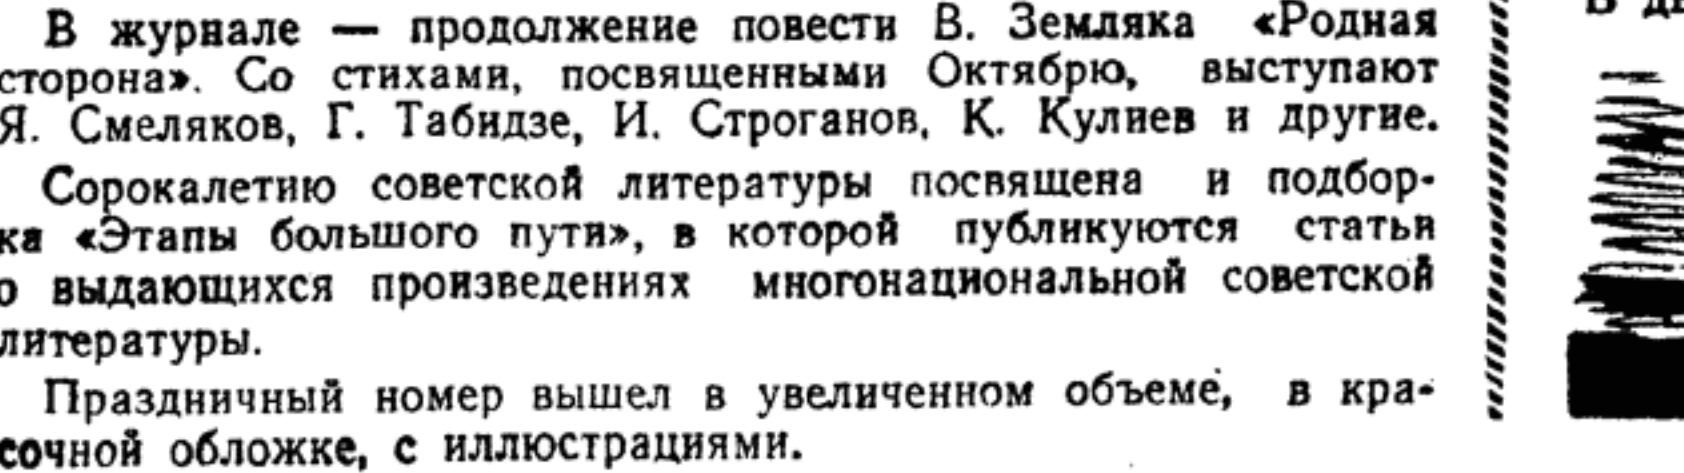 В журнале — продолжение повести В. Земляка «Родная
сторона». Со стихами, посвященными Октябрю, выступают
Я. Смеляков, Г. Табидзе, И. Строганов, К. Кулиев и другие.
Сорокалетию советской литературы посвящена и подбор-
ка «Этапы большого пути», в которой публикуются статьи
о выдающихся произведениях многонациональной советской
литературы.
Праздничный номер вышел в увеличенном объеме, в кра-
сочной обложке, с иллюстрациями.